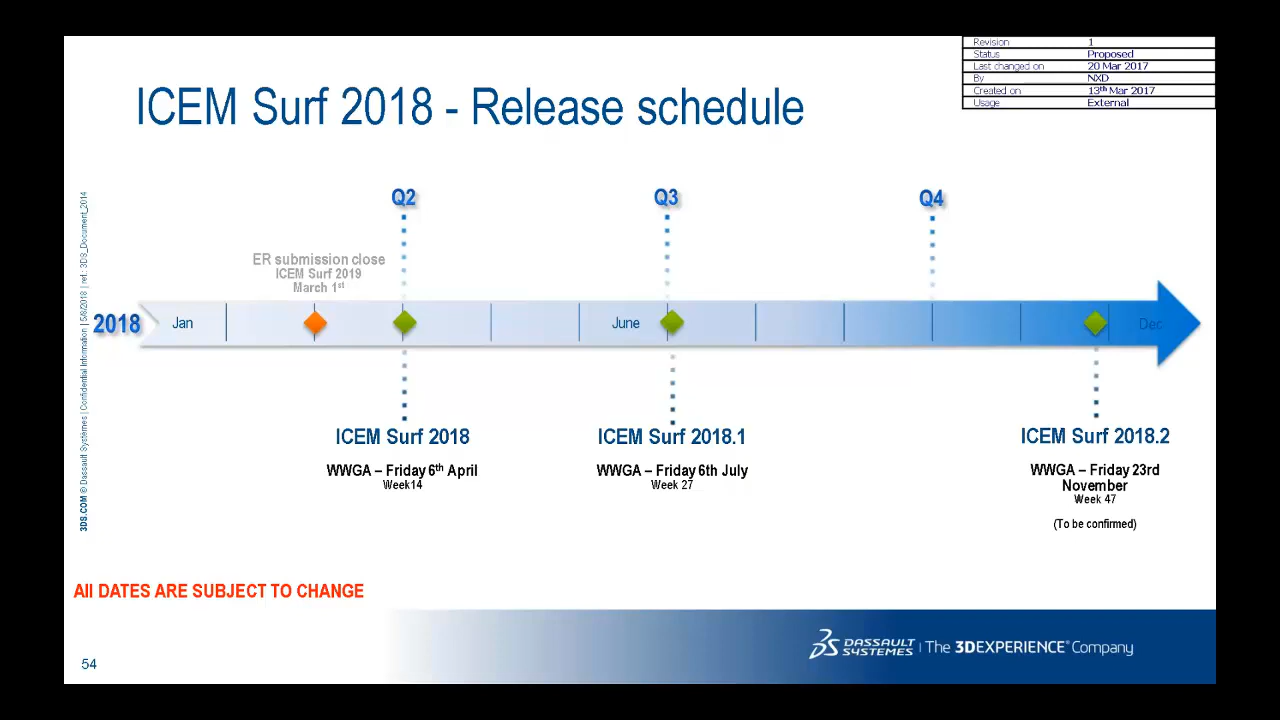 Revision 1
Status Proposed
Last changed on 20 Mar 2017
By NXD
Created on 13th Mar 2017
Usage External
ICEM Surf 2018 - Release schedule
Q2 Q3 Q4
ER submission close
ICEM Surf 2019
March 1st
2018 Jan June Dec
ICEM Surf 2018
WWGA – Friday 6th April
Week14
ICEM Surf 2018.1
WWGA – Friday 6th July
Week 27
ICEM Surf 2018.2
WWGA – Friday 23rd
November
Week 47
(To be confirmed)
3DS.COM © Dassault Systèmes | Confidential Information | 5/8/2018 | ref.: 3DS_Document_2014
All DATES ARE SUBJECT TO CHANGE
DASSAULT
SYSTEMES | The 3DEXPERIENCE® Company
54